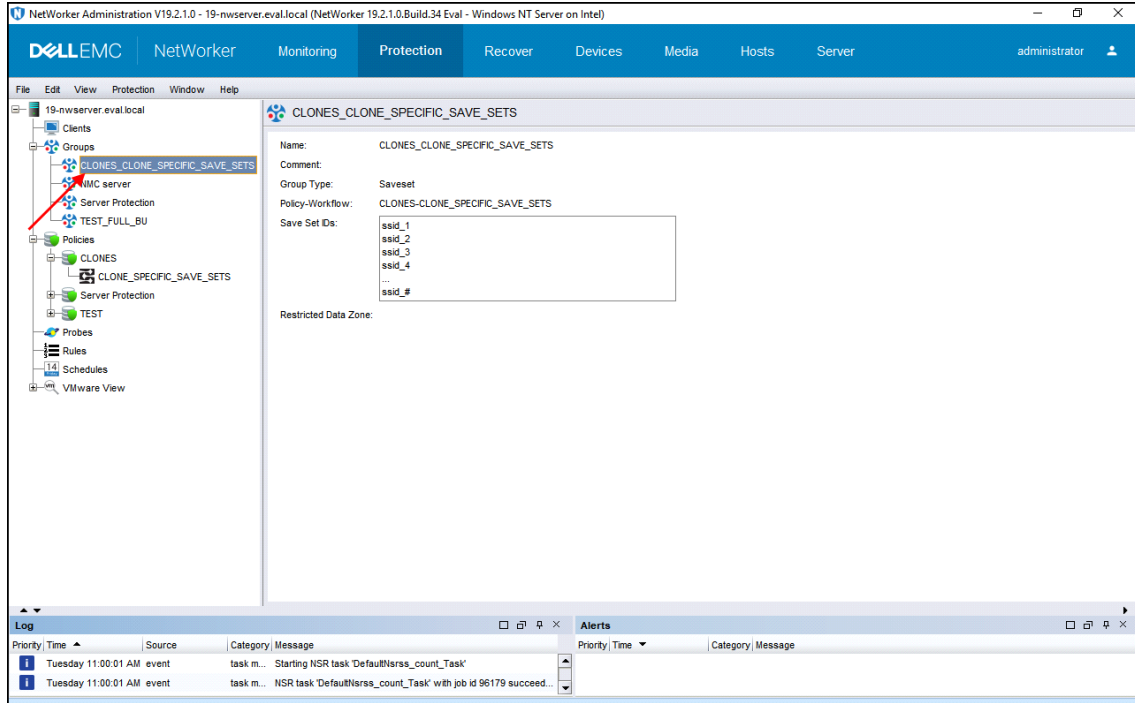 NetWorker Administration V19.2.1.0 - 19-nwserver.eval.local (NetWorker 19.2.1.0.Build.34 Eval - Windows NT Server on Intel)
DELLEMC NetWorker Monitoring Protection Recover Devices Media Hosts Server administrator
File Edit View Protection Window Help
19-nwserver.eval.local
Clients
Groups
CLONES_CLONE_SPECIFIC_SAVE_SETS
NMC server
Server Protection
TEST_FULL_BU
Policies
CLONES
CLONE_SPECIFIC_SAVE_SETS
Server Protection
TEST
Probes
Rules
14 Schedules
vm VMware View
CLONES_CLONE_SPECIFIC_SAVE_SETS
Name: CLONES_CLONE_SPECIFIC_SAVE_SETS
Comment:
Group Type: Saveset
Policy-Workflow: CLONES-CLONE_SPECIFIC_SAVE_SETS
Save Set IDs: ssid_1
ssid_2
ssid_3
ssid_4
...
ssid_#
Restricted Data Zone:
Log
Priority Time Source Category Message
Tuesday 11:00:01 AM event task m... Starting NSR task 'DefaultNsrss_count_Task'
Tuesday 11:00:01 AM event task m... NSR task 'DefaultNsrss_count_Task' with job id 96179 succeed...
Alerts
Priority Time Category Message